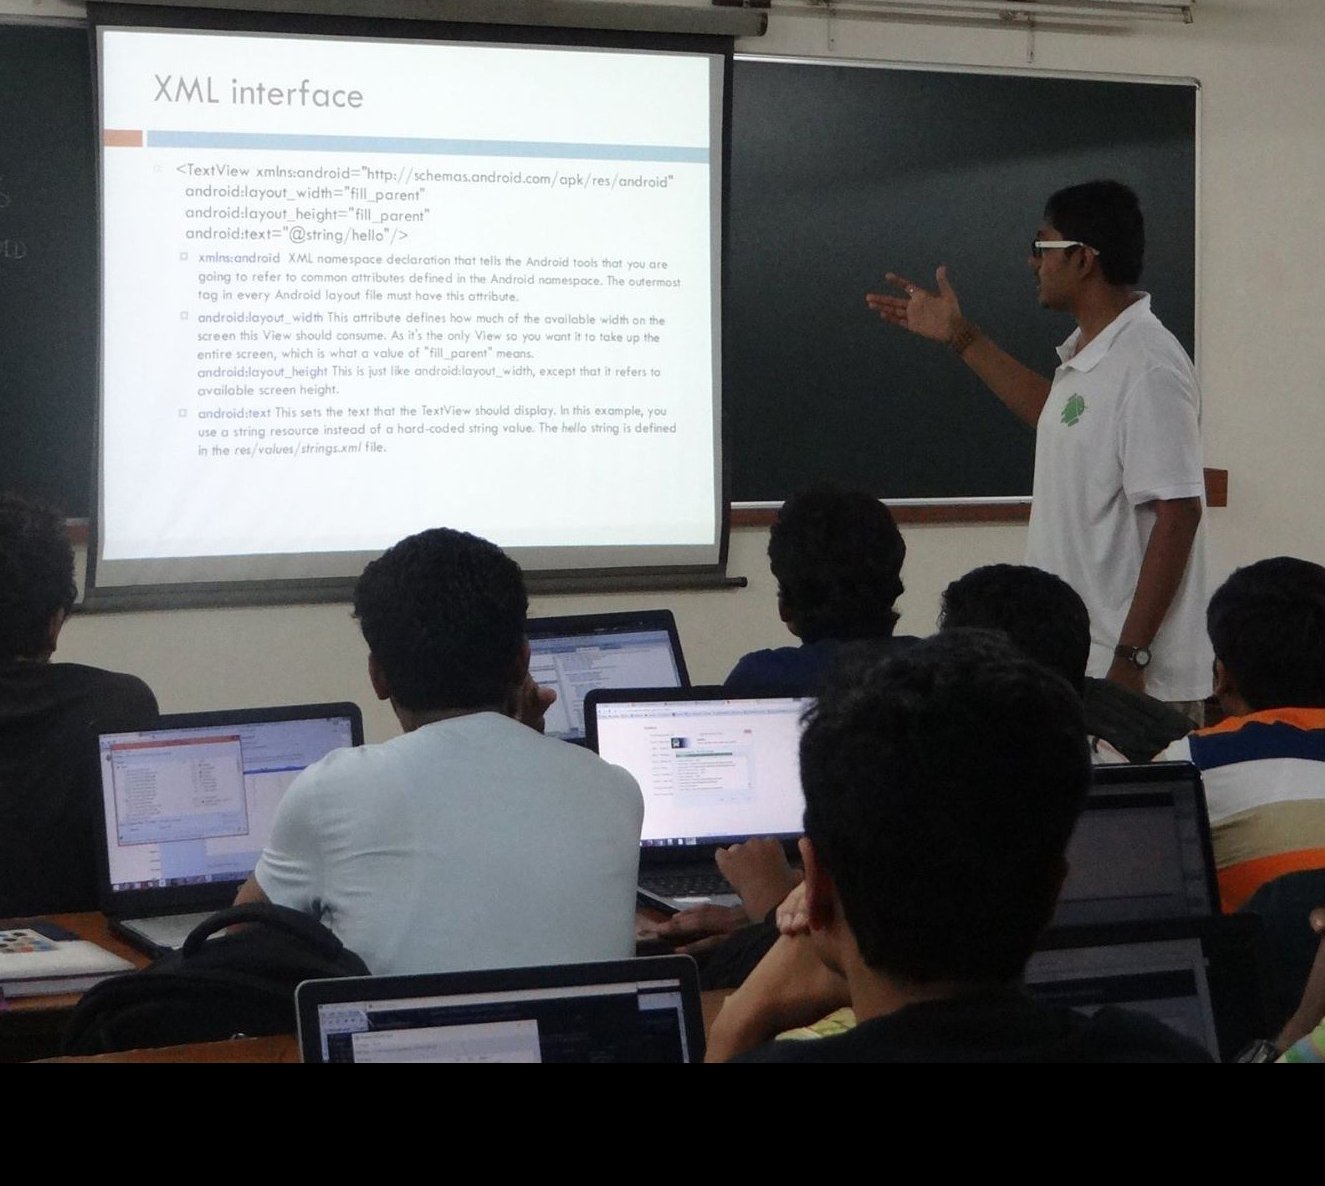 XML interface
<TextView xmlns:android="http://schemas.android.com/apk/res/android"
android:layout_width="fill_parent"
android:layout_height="fill_parent"
android:text="@string/hello"/>
xmlns:android XML namespace declaration that tells the Android tools that you are
going to refer to common attributes defined in the Android namespace. The outermost
tag in every Android layout file must have this attribute.
android:layout_width This attribute defines how much of the available width on the
screen this View should consume. As it's the only View so you want it to take up the
entire screen, which is what a value of "fill_parent" means.
android:layout_height This is just like android:layout_width, except that it refers to
available screen height.
android:text This sets the text that the TextView should display. In this example, you
use a string resource instead of a hard-coded string value. The hello string is defined
in the res/values/strings.xml file.